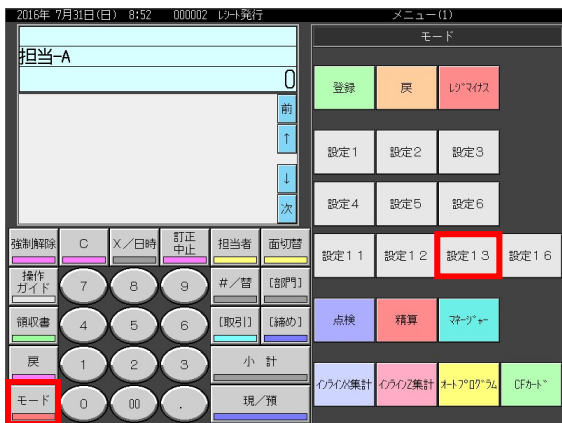 2016年 7月31日(日) 8:52 000002 ﾚｼｰﾄ発行 メニュー(1)
モード
担当-A
0
前
↑
↓
次
登録 戻 ﾚｼﾞﾏｲﾅｽ
設定1 設定2 設定3
設定4 設定5 設定6
設定11 設定12 設定13 設定16
点検 精算 ﾏﾈｰｼﾞｬｰ
ｲﾝﾗｲﾝX集計 ｲﾝﾗｲﾝZ集計 ｵｰﾄﾌﾟﾛｸﾞﾗﾑ CFｶｰﾄﾞ
強制解除 C X／日時 訂正
中止 担当者 面切替
操作
ガイド 7 8 9 #／替 [部門]
領収書 4 5 6 [取引] [締め]
戻 1 2 3 小 計
モード 0 00 . 現／預